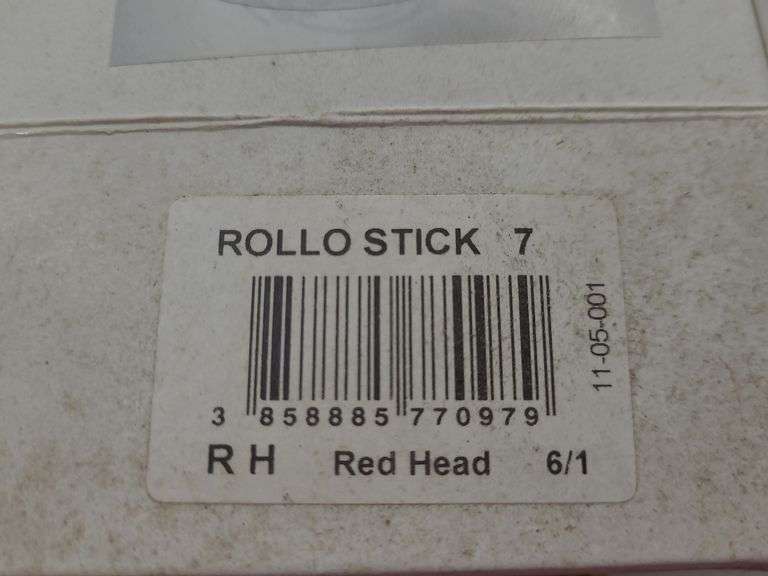 ROLLO STICK 7
11-05-001
3 858885 770979
R H Red Head 6/1